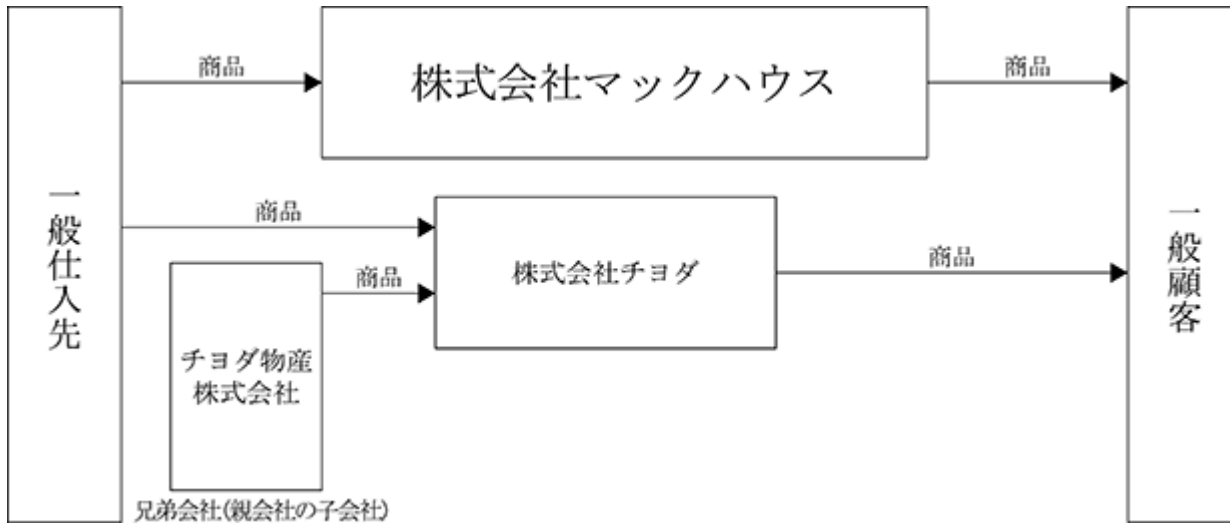 商品
株式会社マックハウス
商品
一般仕入先
商品
株式会社チヨダ
商品
一般顧客
商品
チヨダ物産
株式会社
兄弟会社(親会社の子会社)